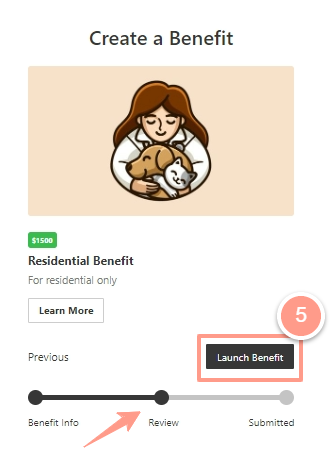 Create a Benefit
$1500
Residential Benefit
For residential only
Learn More
5
Previous
Launch Benefit
Benefit Info
Review
Submitted